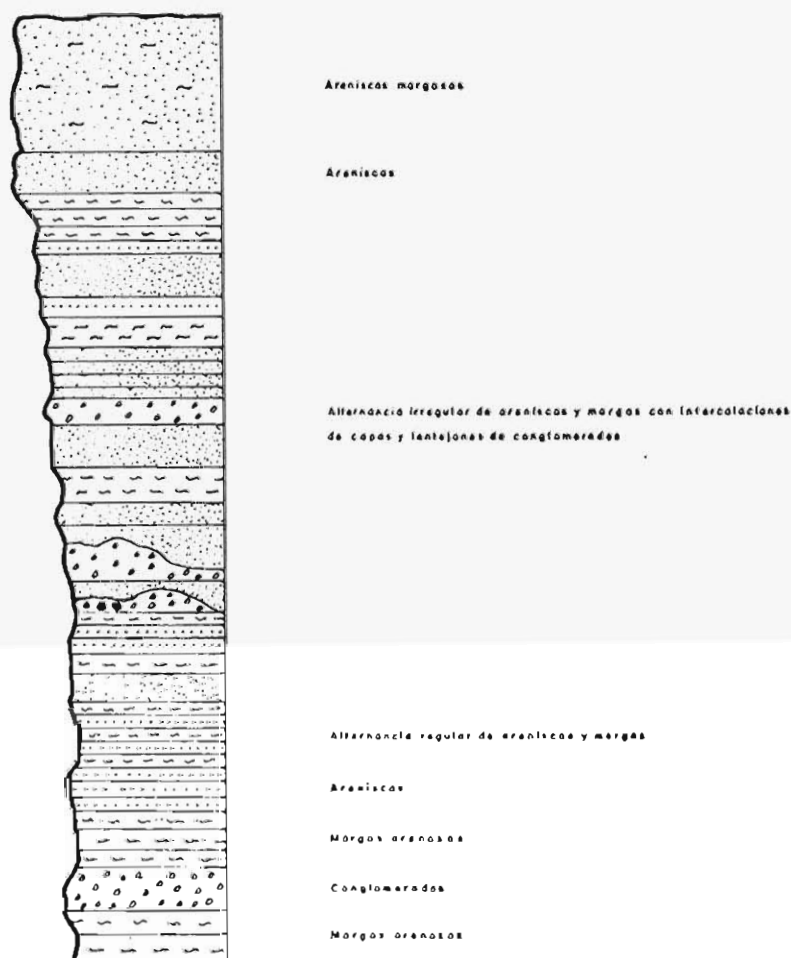 Areniscas margosas
Areniscas
Alternancia irregular de areniscas y margas con intercalaciones
de capas y lentejones de conglomerados
Alternancia regular de areniscas y margas
Areniscas
Margas arenosas
Conglomerados
Margas arenosas